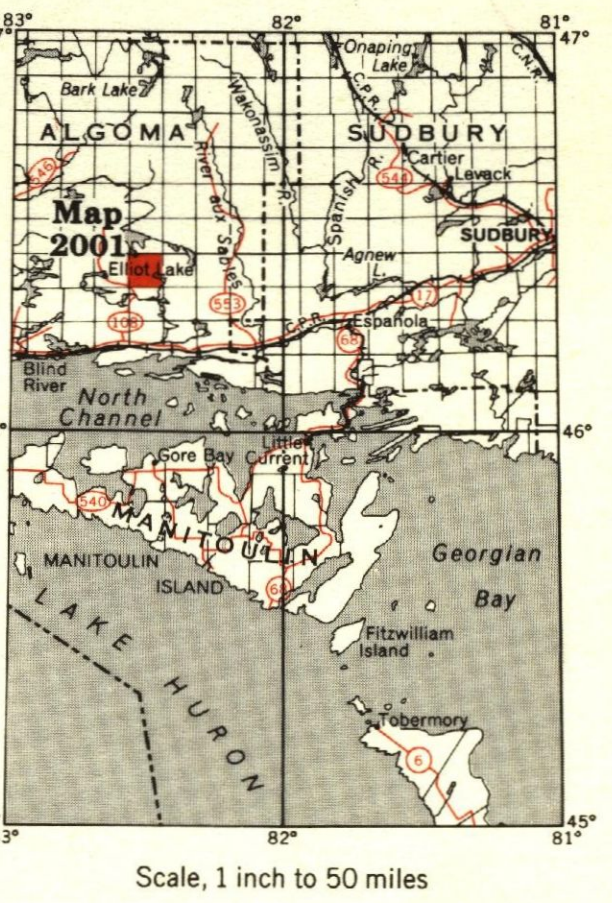 83° 82° 81°
47° 47°
Onaping
Lake
C.N.R.
Bark Lake
C.P.R.
Wakonassim
R.
ALGOMA
SUDBURY
River aux Sables
Spanish R.
Cartier
546
544
Levack
Map
2001
SUDBURY
Elliot Lake
Agnew
L.
553
17
108
C.P.R.
Espanola
68
Blind
River
North
Channel
46°
Little
Current
Gore Bay
540
MANITOULIN
MANITOULIN
ISLAND
Georgian
Bay
68
LAKE HURON
Fitzwilliam
Island
Tobermory
6
3° 82° 81°
45°
Scale, 1 inch to 50 miles